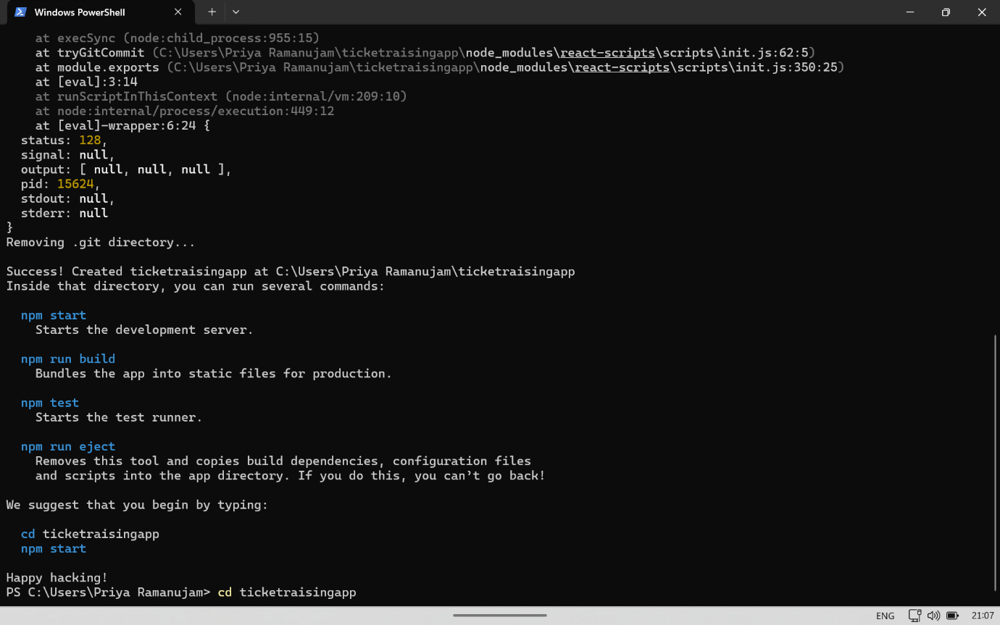 Windows PowerShell
    at execSync (node:child_process:955:15)
    at tryGitCommit (C:\Users\Priya Ramanujam\ticketraisingapp\node_modules\react-scripts\scripts\init.js:62:5)
    at module.exports (C:\Users\Priya Ramanujam\ticketraisingapp\node_modules\react-scripts\scripts\init.js:350:25)
    at [eval]:3:14
    at runScriptInThisContext (node:internal/vm:209:10)
    at node:internal/process/execution:449:12
    at [eval]-wrapper:6:24 {
  status: 128,
  signal: null,
  output: [ null, null, null ],
  pid: 15624,
  stdout: null,
  stderr: null
}
Removing .git directory...

Success! Created ticketraisingapp at C:\Users\Priya Ramanujam\ticketraisingapp
Inside that directory, you can run several commands:

  npm start
    Starts the development server.

  npm run build
    Bundles the app into static files for production.

  npm test
    Starts the test runner.

  npm run eject
    Removes this tool and copies build dependencies, configuration files
    and scripts into the app directory. If you do this, you can’t go back!

We suggest that you begin by typing:

  cd ticketraisingapp
  npm start

Happy hacking!
PS C:\Users\Priya Ramanujam> cd ticketraisingapp
ENG 21:07